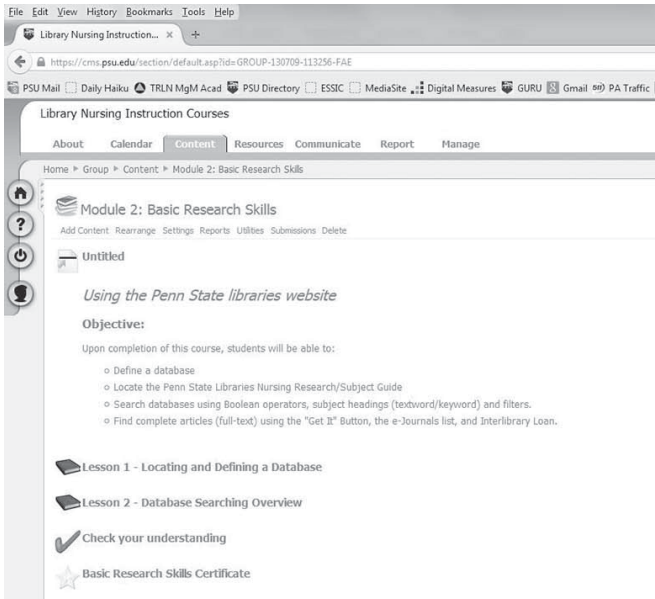 File Edit View History Bookmarks Tools Help
Library Nursing Instruction... × +
https://cms.psu.edu/section/default.asp?id=GROUP-130709-113256-FAE
PSU Mail Daily Haiku TRLN MgM Acad PSU Directory ESSIC MediaSite Digital Measures GURU Gmail PA Traffic
Library Nursing Instruction Courses
About Calendar Content Resources Communicate Report Manage
Home Group Content Module 2: Basic Research Skills
Module 2: Basic Research Skills
Add Content Rearrange Settings Reports Utilities Submissions Delete
Untitled
Using the Penn State libraries website
Objective:
Upon completion of this course, students will be able to:
Define a database
Locate the Penn State Libraries Nursing Research/Subject Guide
Search databases using Boolean operators, subject headings (textword/keyword) and filters.
Find complete articles (full-text) using the "Get It" Button, the e-Journals list, and Interlibrary Loan.
Lesson 1 - Locating and Defining a Database
Lesson 2 - Database Searching Overview
Check your understanding
Basic Research Skills Certificate